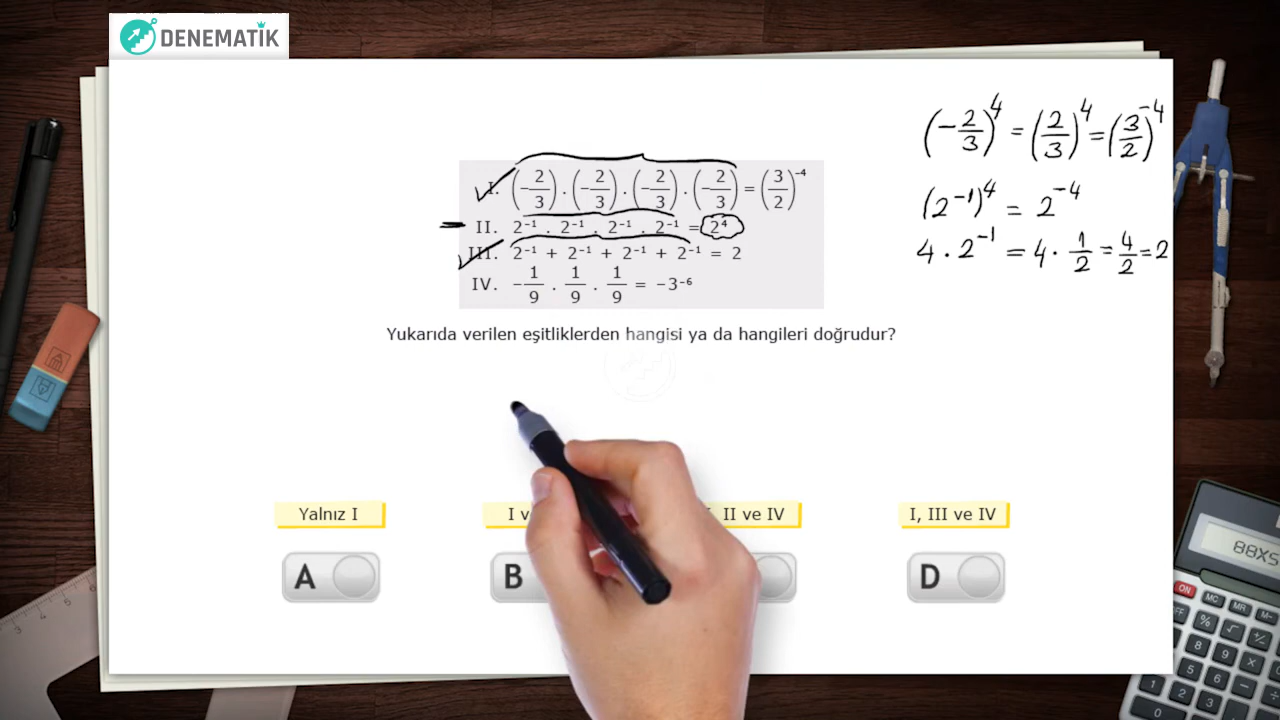 DENEMATİK
I. (-2/3) . (-2/3) . (-2/3) . (-2/3) = (3/2)⁻⁴
II. 2⁻¹ . 2⁻¹ . 2⁻¹ . 2⁻¹ = 2⁴
III. 2⁻¹ + 2⁻¹ + 2⁻¹ + 2⁻¹ = 2
IV. -1/9 . 1/9 . 1/9 = -3⁻⁶
(-2/3)⁴ = (2/3)⁴ = (3/2)⁻⁴
(2⁻¹)⁴ = 2⁻⁴
4 . 2⁻¹ = 4 . 1/2 = 4/2 = 2
Yukarıda verilen eşitliklerden hangisi ya da hangileri doğrudur?
Yalnız I
I
II ve IV
I, III ve IV
A
B
D